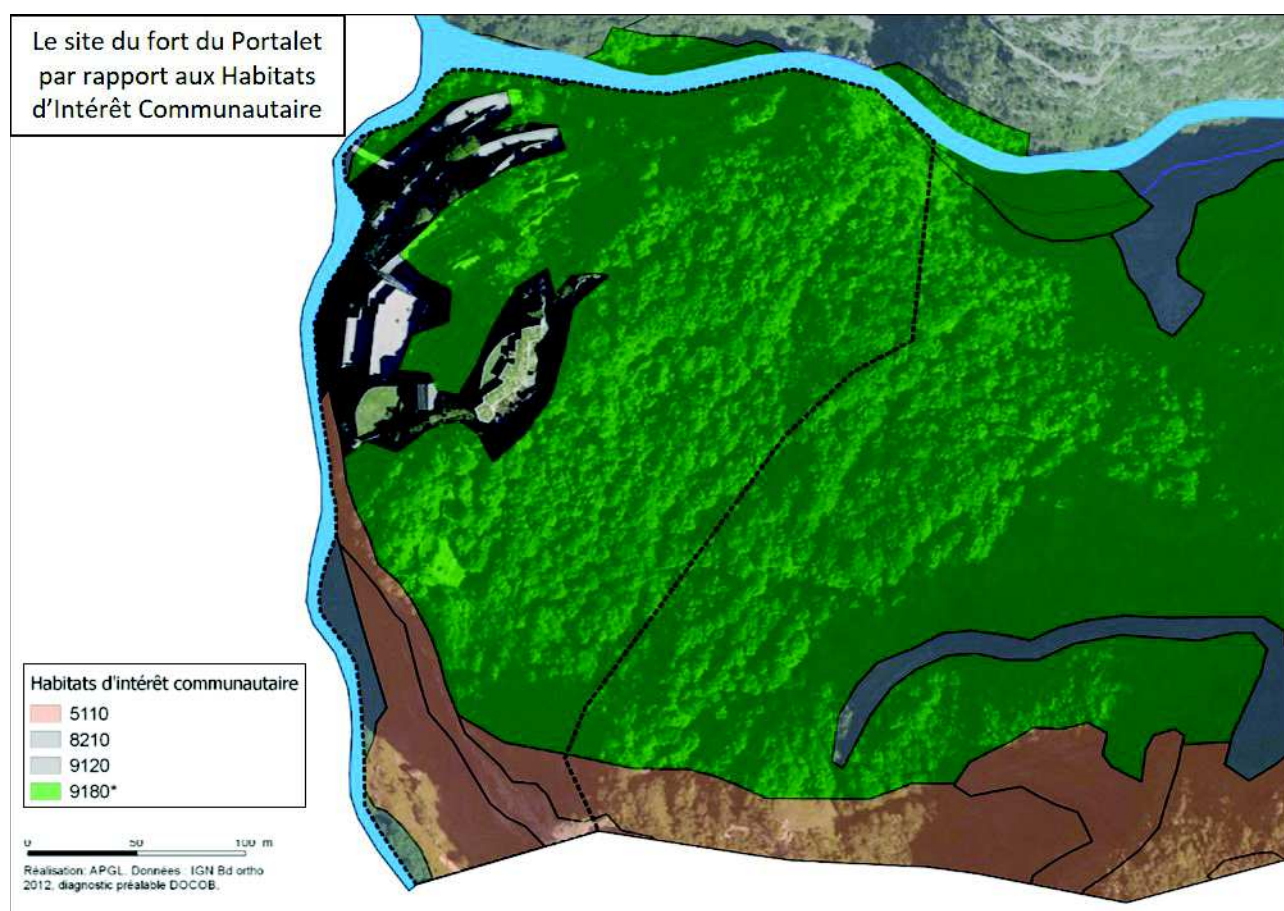 Le site du fort du Portalet
par rapport aux Habitats
d’Intérêt Communautaire
Habitats d'intérêt communautaire
5110
8210
9120
9180*
0 50 100 m
Réalisation: APGL. Données : IGN Bd ortho
2012, diagnostic préalable DOCOB.